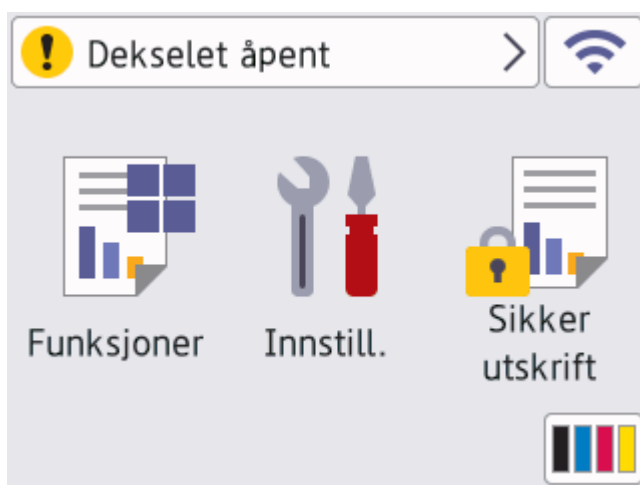 Dekselet åpent
Funksjoner
Innstill.
Sikker
utskrift